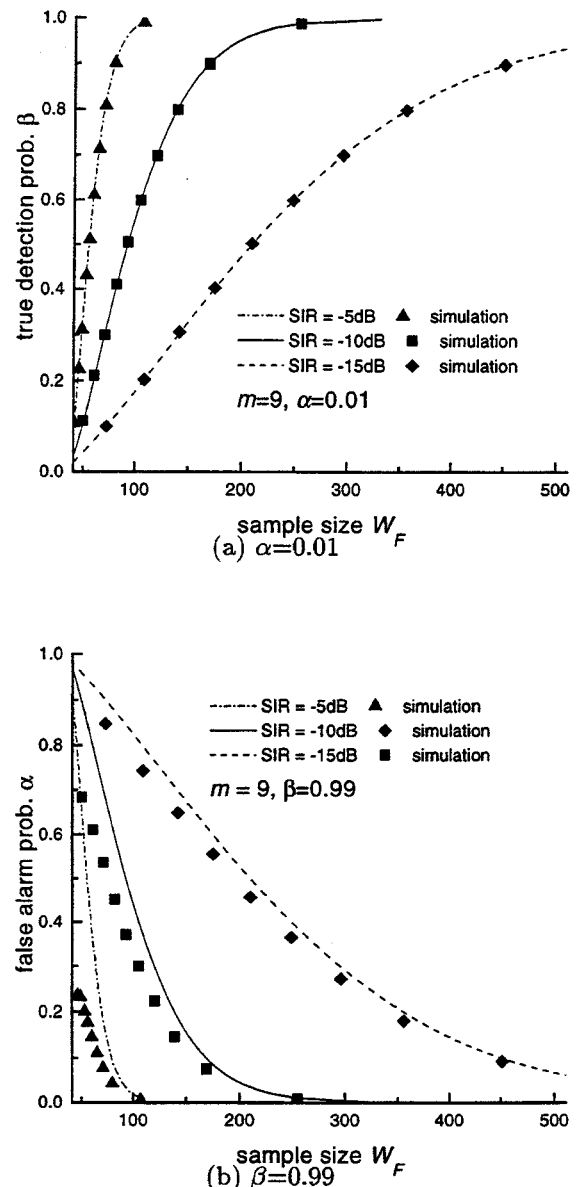 true detection prob. β
1.0
0.8
0.6
0.4
0.2
0.0
SIR = -5dB simulation
SIR = -10dB simulation
SIR = -15dB simulation
m=9, α=0.01
100 200 300 400 500
sample size W_F
(a) α=0.01
false alarm prob. α
1.0
0.8
0.6
0.4
0.2
0.0
SIR = -5dB simulation
SIR = -10dB simulation
SIR = -15dB simulation
m = 9, β=0.99
100 200 300 400 500
sample size W_F
(b) β=0.99